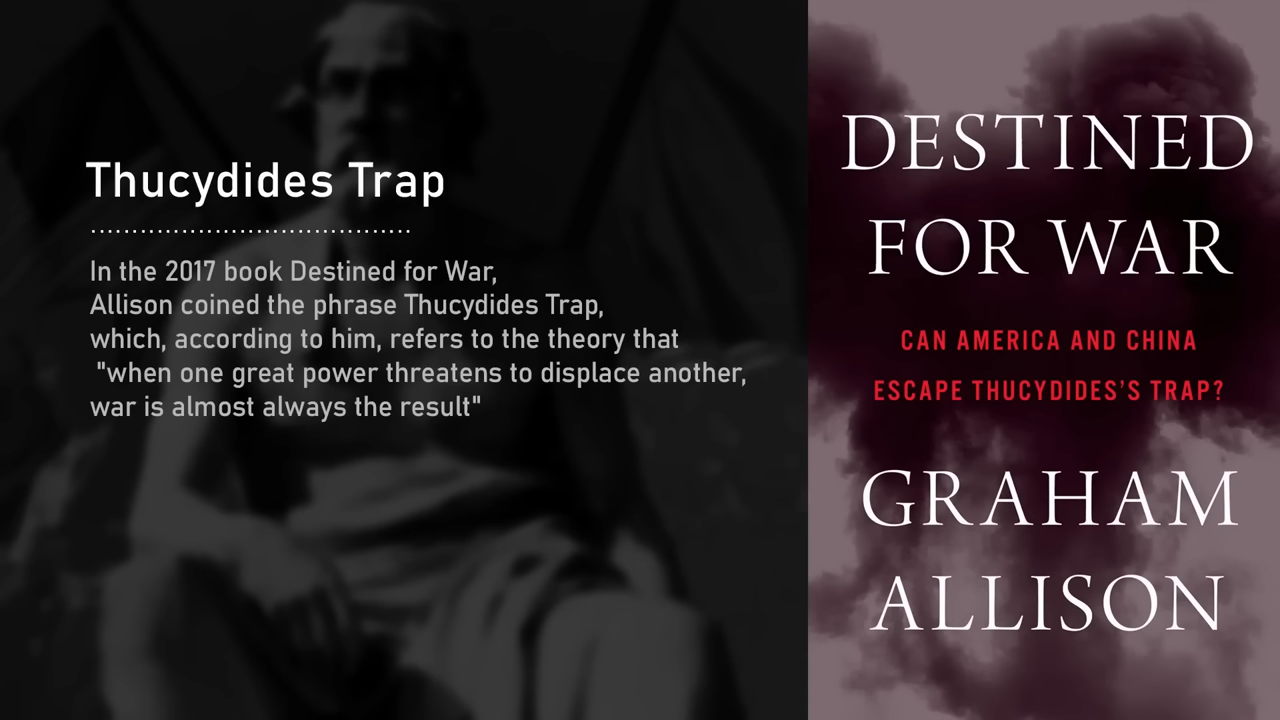 Thucydides Trap
In the 2017 book Destined for War,
Allison coined the phrase Thucydides Trap,
which, according to him, refers to the theory that
"when one great power threatens to displace another,
war is almost always the result"
DESTINED
FOR WAR
CAN AMERICA AND CHINA
ESCAPE THUCYDIDES'S TRAP?
GRAHAM
ALLISON